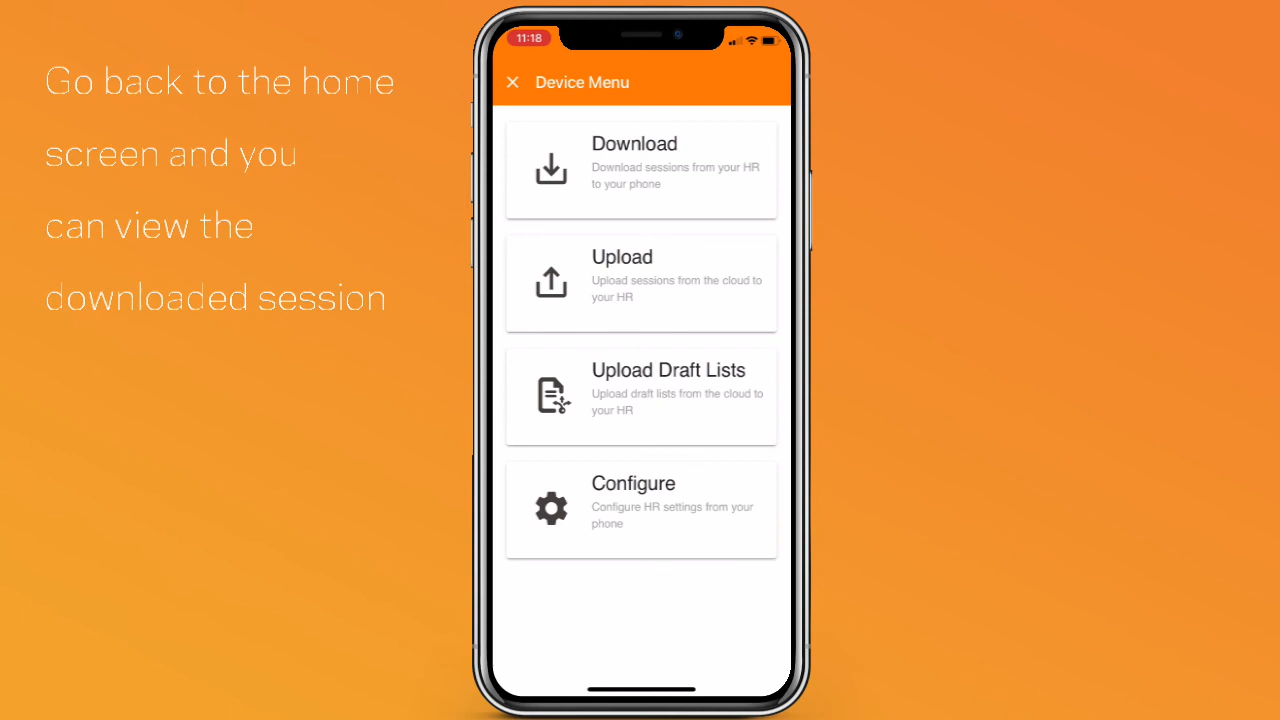 Go back to the home
screen and you
can view the
downloaded session
11:18
Device Menu
Download
Download sessions from your HR
to your phone
Upload
Upload sessions from the cloud to
your HR
Upload Draft Lists
Upload draft lists from the cloud to
your HR
Configure
Configure HR settings from your
phone